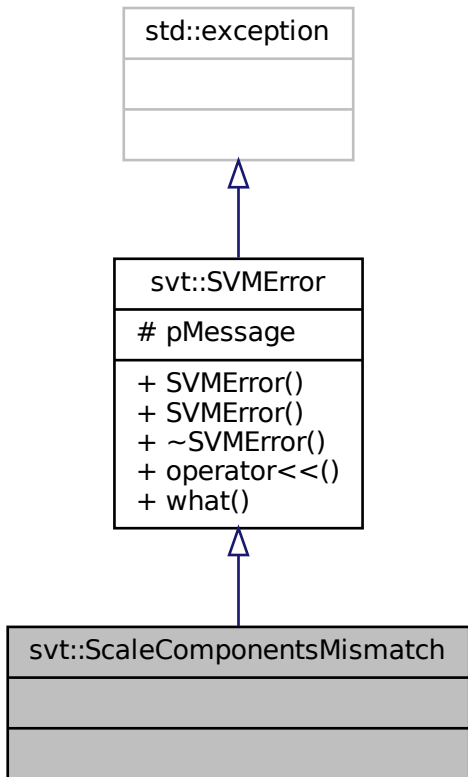 std::exception
svt::SVMError
# pMessage
+ SVMError()
+ SVMError()
+ ~SVMError()
+ operator<<()
+ what()
svt::ScaleComponentsMismatch